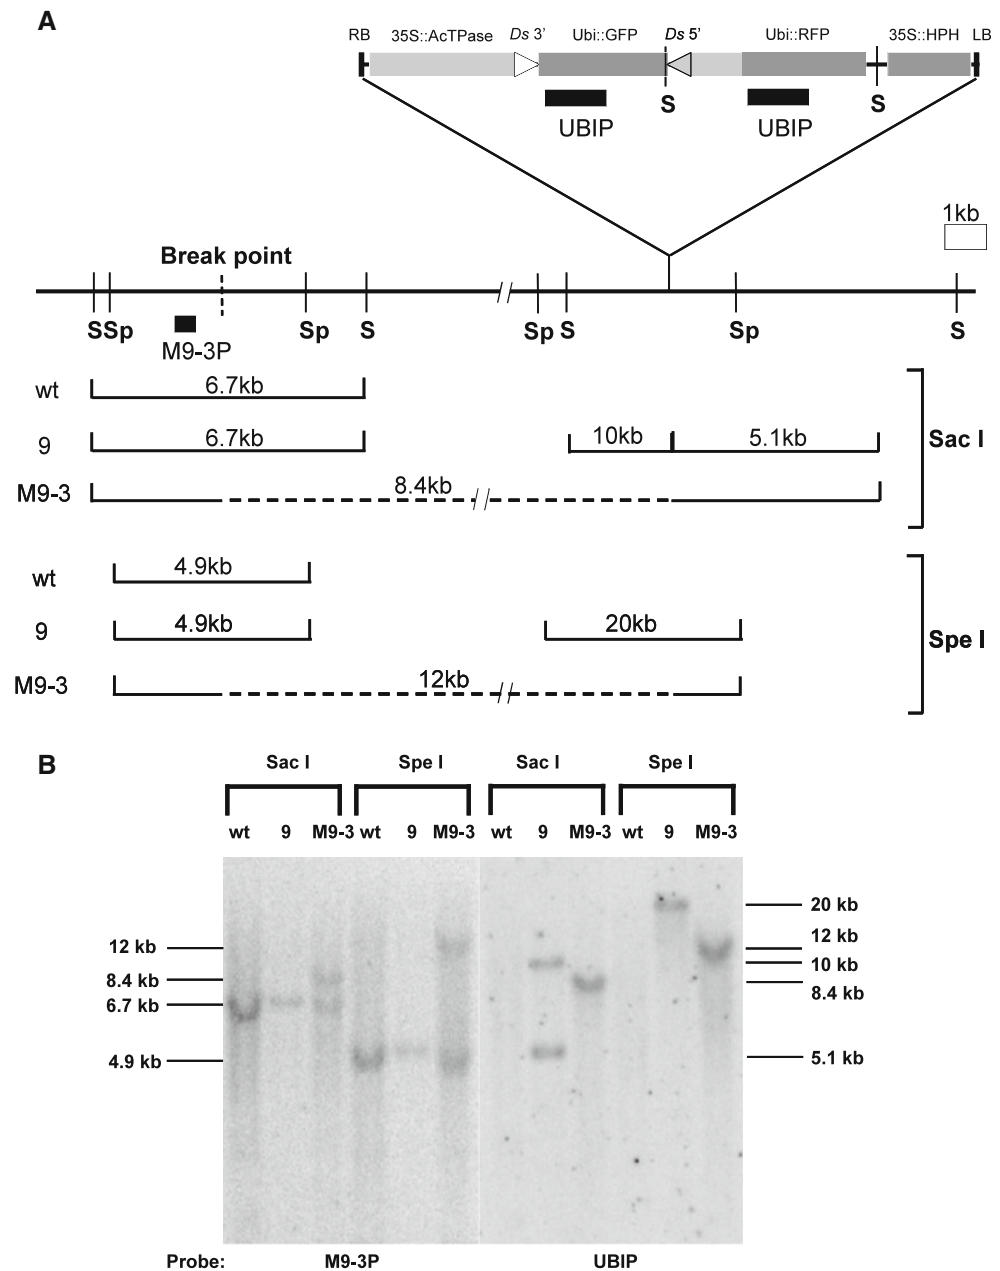 A
RB 35S::AcTPase Ds 3’ Ubi::GFP Ds 5’ Ubi::RFP 35S::HPH LB
S S
UBIP UBIP
1kb
Break point
S Sp Sp S Sp S Sp S
M9-3P
wt 6.7kb
9 6.7kb 10kb 5.1kb Sac I
M9-3 8.4kb
wt 4.9kb
9 4.9kb 20kb Spe I
M9-3 12kb
B
Sac I Spe I Sac I Spe I
wt 9 M9-3 wt 9 M9-3 wt 9 M9-3 wt 9 M9-3
20 kb
12 kb 12 kb
10 kb
8.4 kb 8.4 kb
6.7 kb
4.9 kb 5.1 kb
Probe: M9-3P UBIP